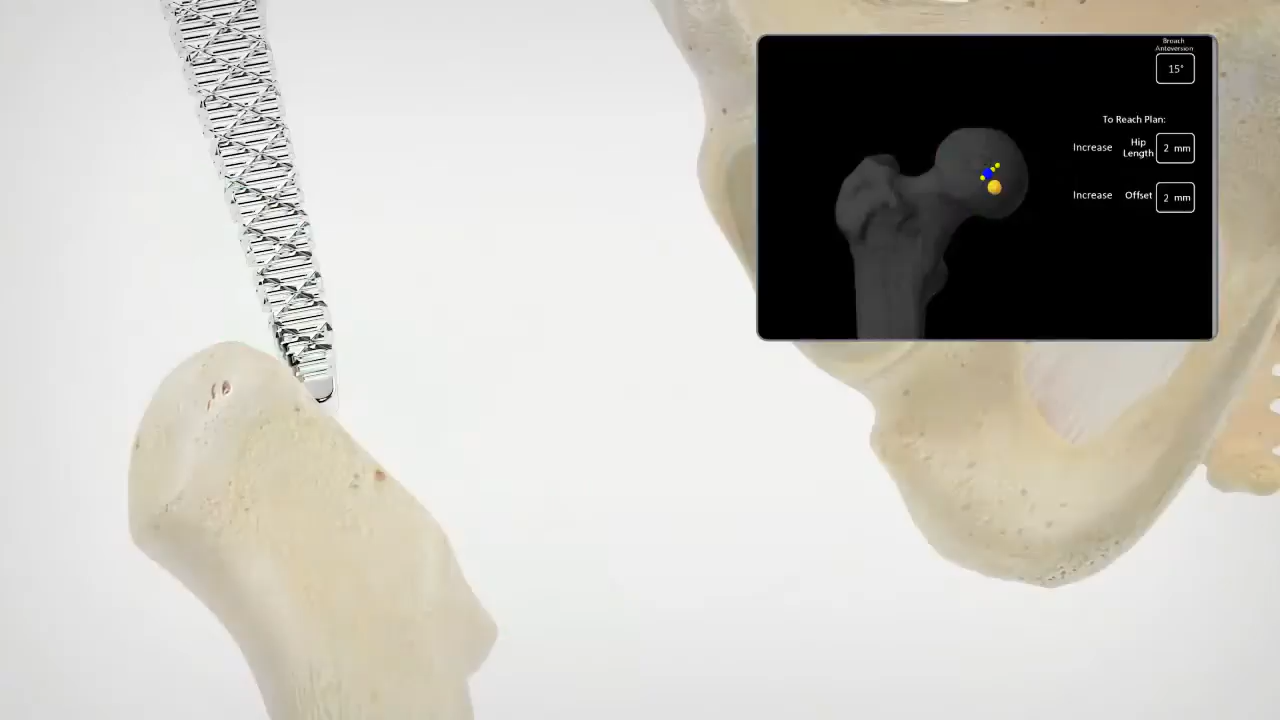 Broach
Anteversion
15°
To Reach Plan:
Increase Hip Length 2 mm
Increase Offset 2 mm